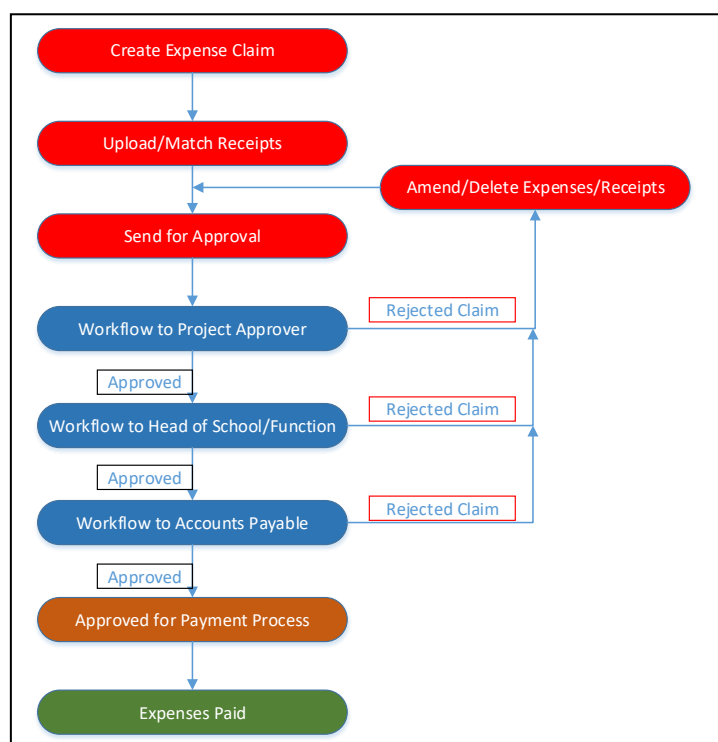 Create Expense Claim
Upload/Match Receipts
Amend/Delete Expenses/Receipts
Send for Approval
Workflow to Project Approver
Rejected Claim
Approved
Workflow to Head of School/Function
Rejected Claim
Approved
Workflow to Accounts Payable
Rejected Claim
Approved
Approved for Payment Process
Expenses Paid